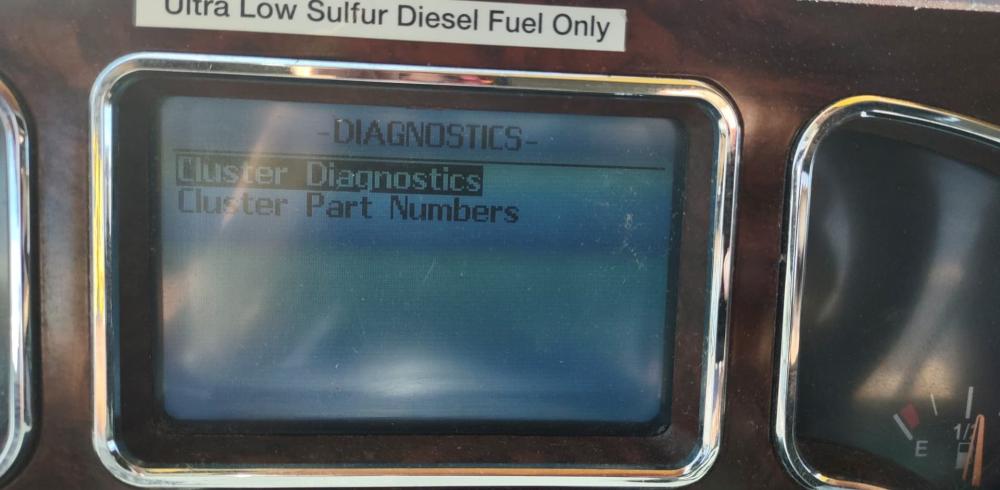 Ultra Low Sulfur Diesel Fuel Only
-DIAGNOSTICS-
Cluster Diagnostics
Cluster Part Numbers
E
1/2